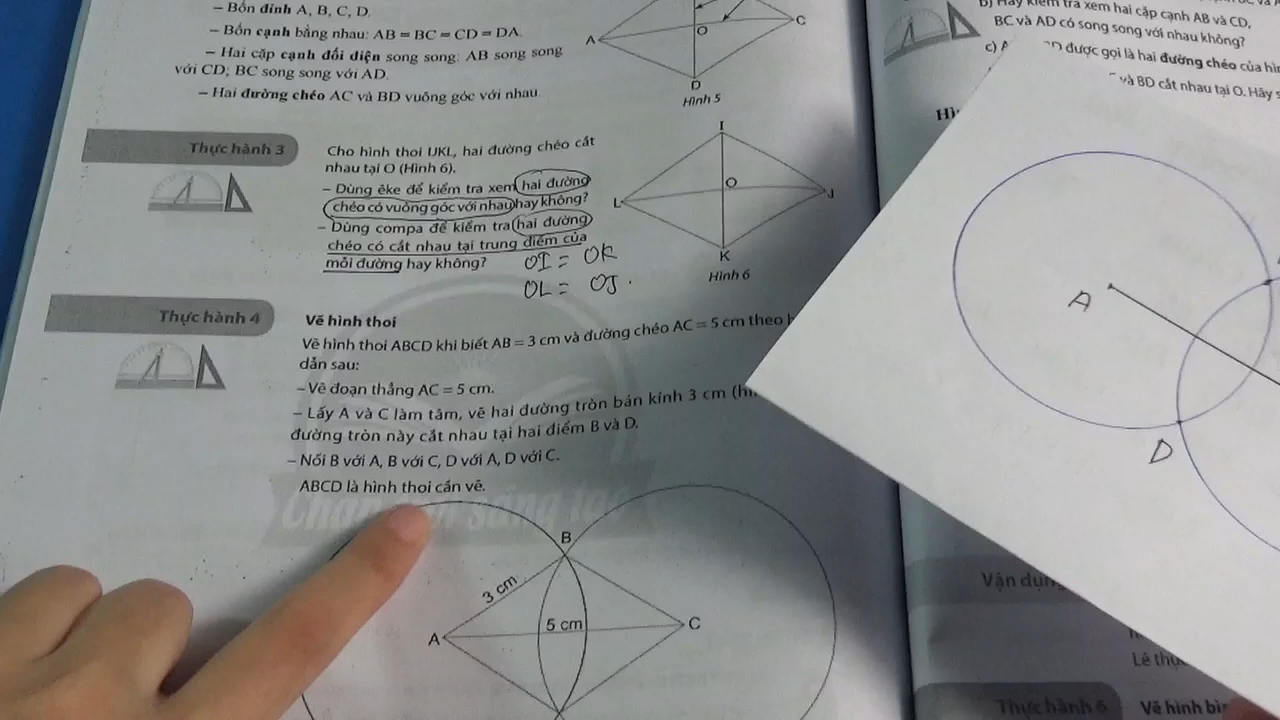 – Bốn đỉnh A, B, C, D.
– Bốn cạnh bằng nhau: AB = BC = CD = DA.
– Hai cặp cạnh đối diện song song: AB song song
với CD; BC song song với AD.
– Hai đường chéo AC và BD vuông góc với nhau.
A
O
C
D
Hình 5
Thực hành 3
Cho hình thoi IJKL, hai đường chéo cắt
nhau tại O (Hình 6).
– Dùng êke để kiểm tra xem hai đường
chéo có vuông góc với nhau hay không?
– Dùng compa để kiểm tra hai đường
chéo có cắt nhau tại trung điểm của
mỗi đường hay không?
OI = OK
OL = OJ.
I
L
O
J
K
Hình 6
Thực hành 4
Vẽ hình thoi
Vẽ hình thoi ABCD khi biết AB = 3 cm và đường chéo AC = 5 cm theo
dẫn sau:
– Vẽ đoạn thẳng AC = 5 cm.
– Lấy A và C làm tâm, vẽ hai đường tròn bán kính 3 cm
đường tròn này cắt nhau tại hai điểm B và D.
– Nối B với A, B với C, D với A, D với C.
ABCD là hình thoi cần vẽ.
B
3 cm
5 cm
A
C
b) Hãy kiểm tra xem hai cặp cạnh AB và CD,
BC và AD có song song với nhau không?
c)
được gọi là hai đường chéo của
và BD cắt nhau tại O. Hãy
A
D
Vận dụng
Thực hành 6
Vẽ hình